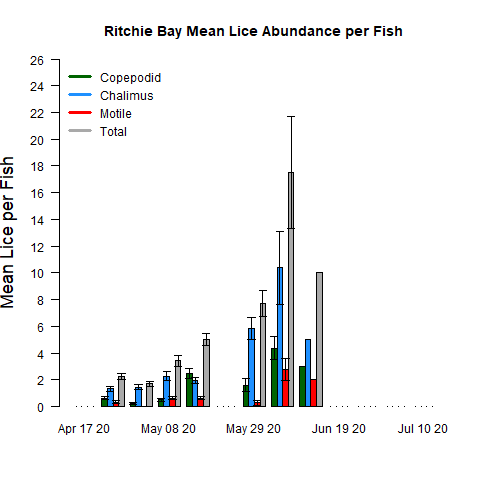 Ritchie Bay Mean Lice Abundance per Fish
Mean Lice per Fish
26
24
22
20
18
16
14
12
10
8
6
4
2
0
Copepodid
Chalimus
Motile
Total
Apr 17 20 May 08 20 May 29 20 Jun 19 20 Jul 10 20